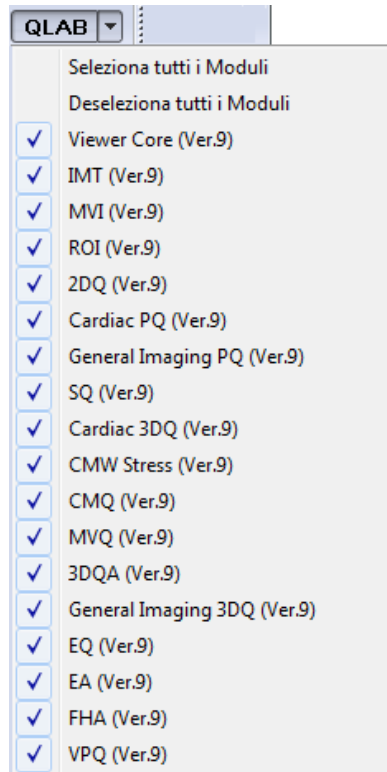 QLAB
Seleziona tutti i Moduli
Deseleziona tutti i Moduli
Viewer Core (Ver.9)
IMT (Ver.9)
MVI (Ver.9)
ROI (Ver.9)
2DQ (Ver.9)
Cardiac PQ (Ver.9)
General Imaging PQ (Ver.9)
SQ (Ver.9)
Cardiac 3DQ (Ver.9)
CMW Stress (Ver.9)
CMQ (Ver.9)
MVQ (Ver.9)
3DQA (Ver.9)
General Imaging 3DQ (Ver.9)
EQ (Ver.9)
EA (Ver.9)
FHA (Ver.9)
VPQ (Ver.9)